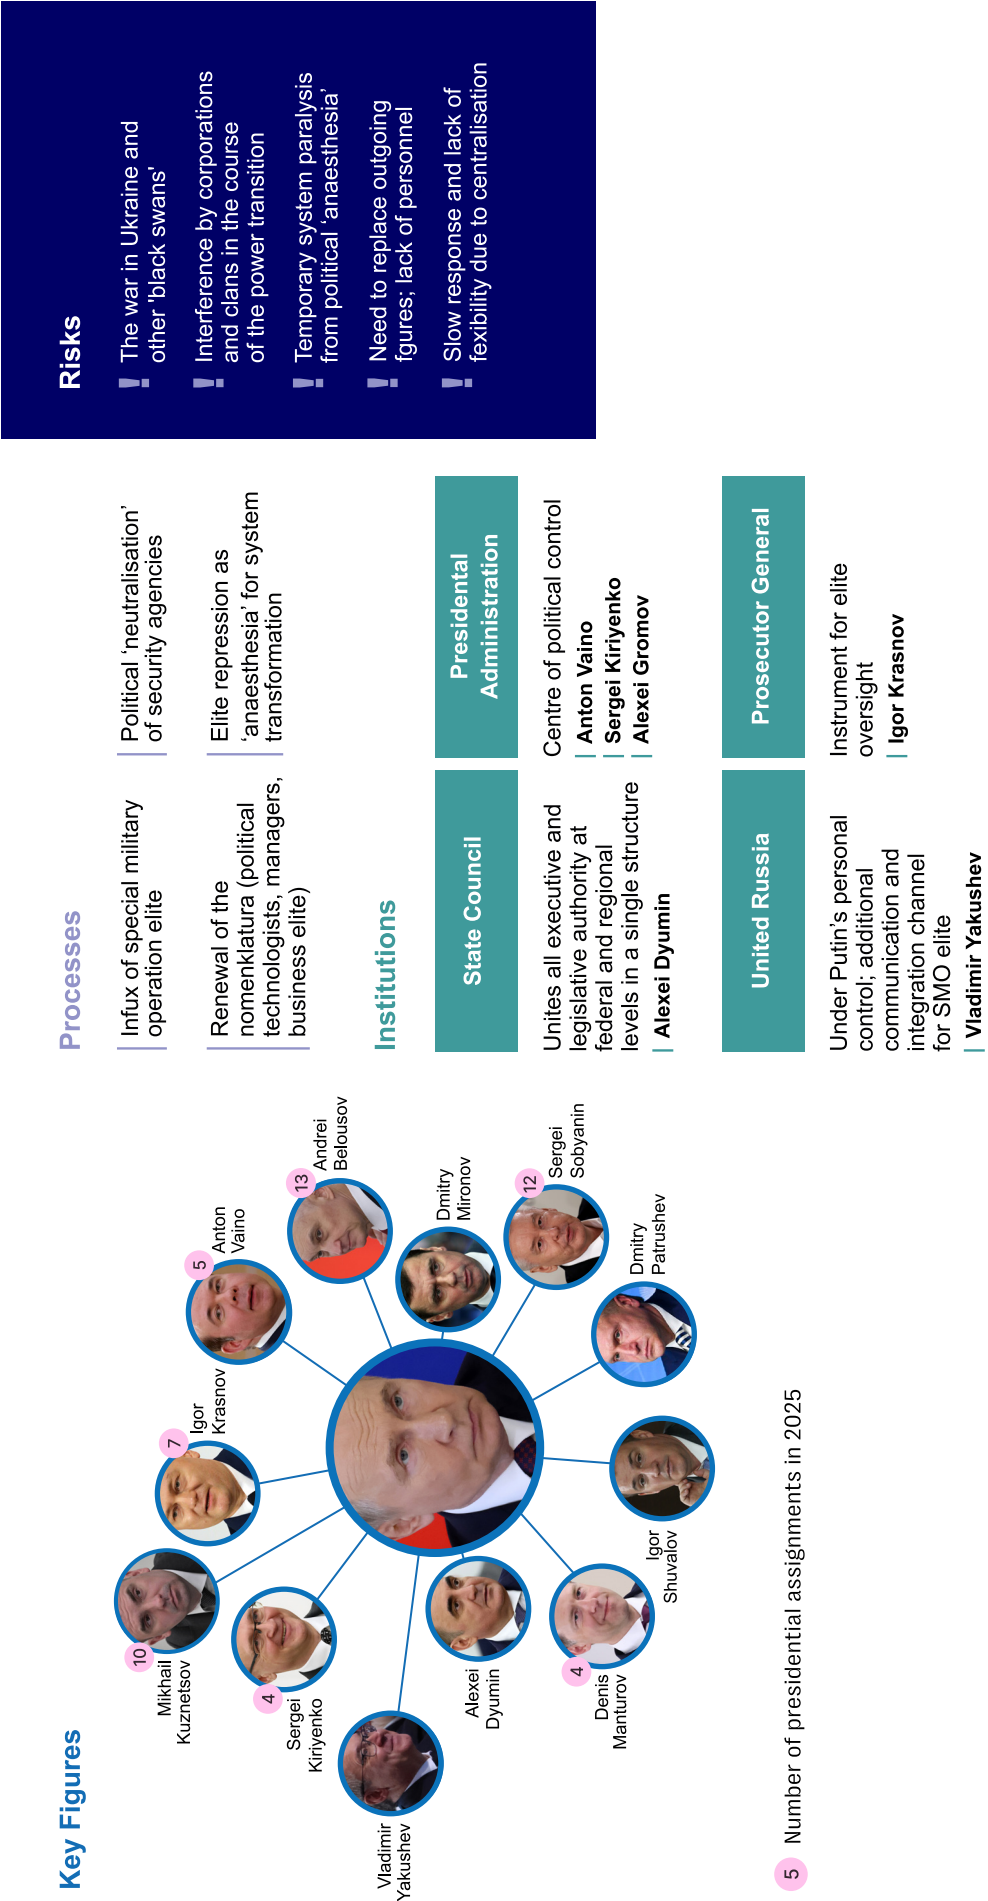 Key Figures
10
Mikhail
Kuznetsov
7
Igor
Krasnov
5
Anton
Vaino
13
Andrei
Belousov
4
Sergei
Kiriyenko
Dmitry
Mironov
Vladimir
Yakushev
Alexei
Dyumin
12
Sergei
Sobyanin
4
Denis
Manturov
Igor
Shuvalov
Dmitry
Patrushev
5 Number of presidential assignments in 2025
Processes
Infux of special military
operation elite
Political ‘neutralisation’
of security agencies
Renewal of the
nomenklatura (political
technologists, managers,
business elite)
Elite repression as
‘anaesthesia’ for system
transformation
Institutions
State Council
Unites all executive and
legislative authority at
federal and regional
levels in a single structure
Alexei Dyumin
Presidental
Administration
Centre of political control
Anton Vaino
Sergei Kiriyenko
Alexei Gromov
United Russia
Under Putin’s personal
control; additional
communication and
integration channel
for SMO elite
Vladimir Yakushev
Prosecutor General
Instrument for elite
oversight
Igor Krasnov
Risks
! The war in Ukraine and
other 'black swans'
! Interference by corporations
and clans in the course
of the power transition
! Temporary system paralysis
from political ‘anaesthesia’
! Need to replace outgoing
fgures; lack of personnel
! Slow response and lack of
fexibility due to centralisation